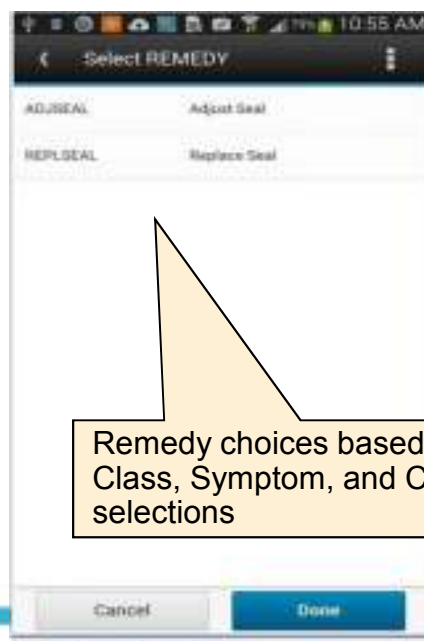 10:55 AM
Select REMEDY
ADJSEAL Adjust Seal
REPLSEAL Replace Seal
Remedy choices based
Class, Symptom, and C
selections
Cancel Done